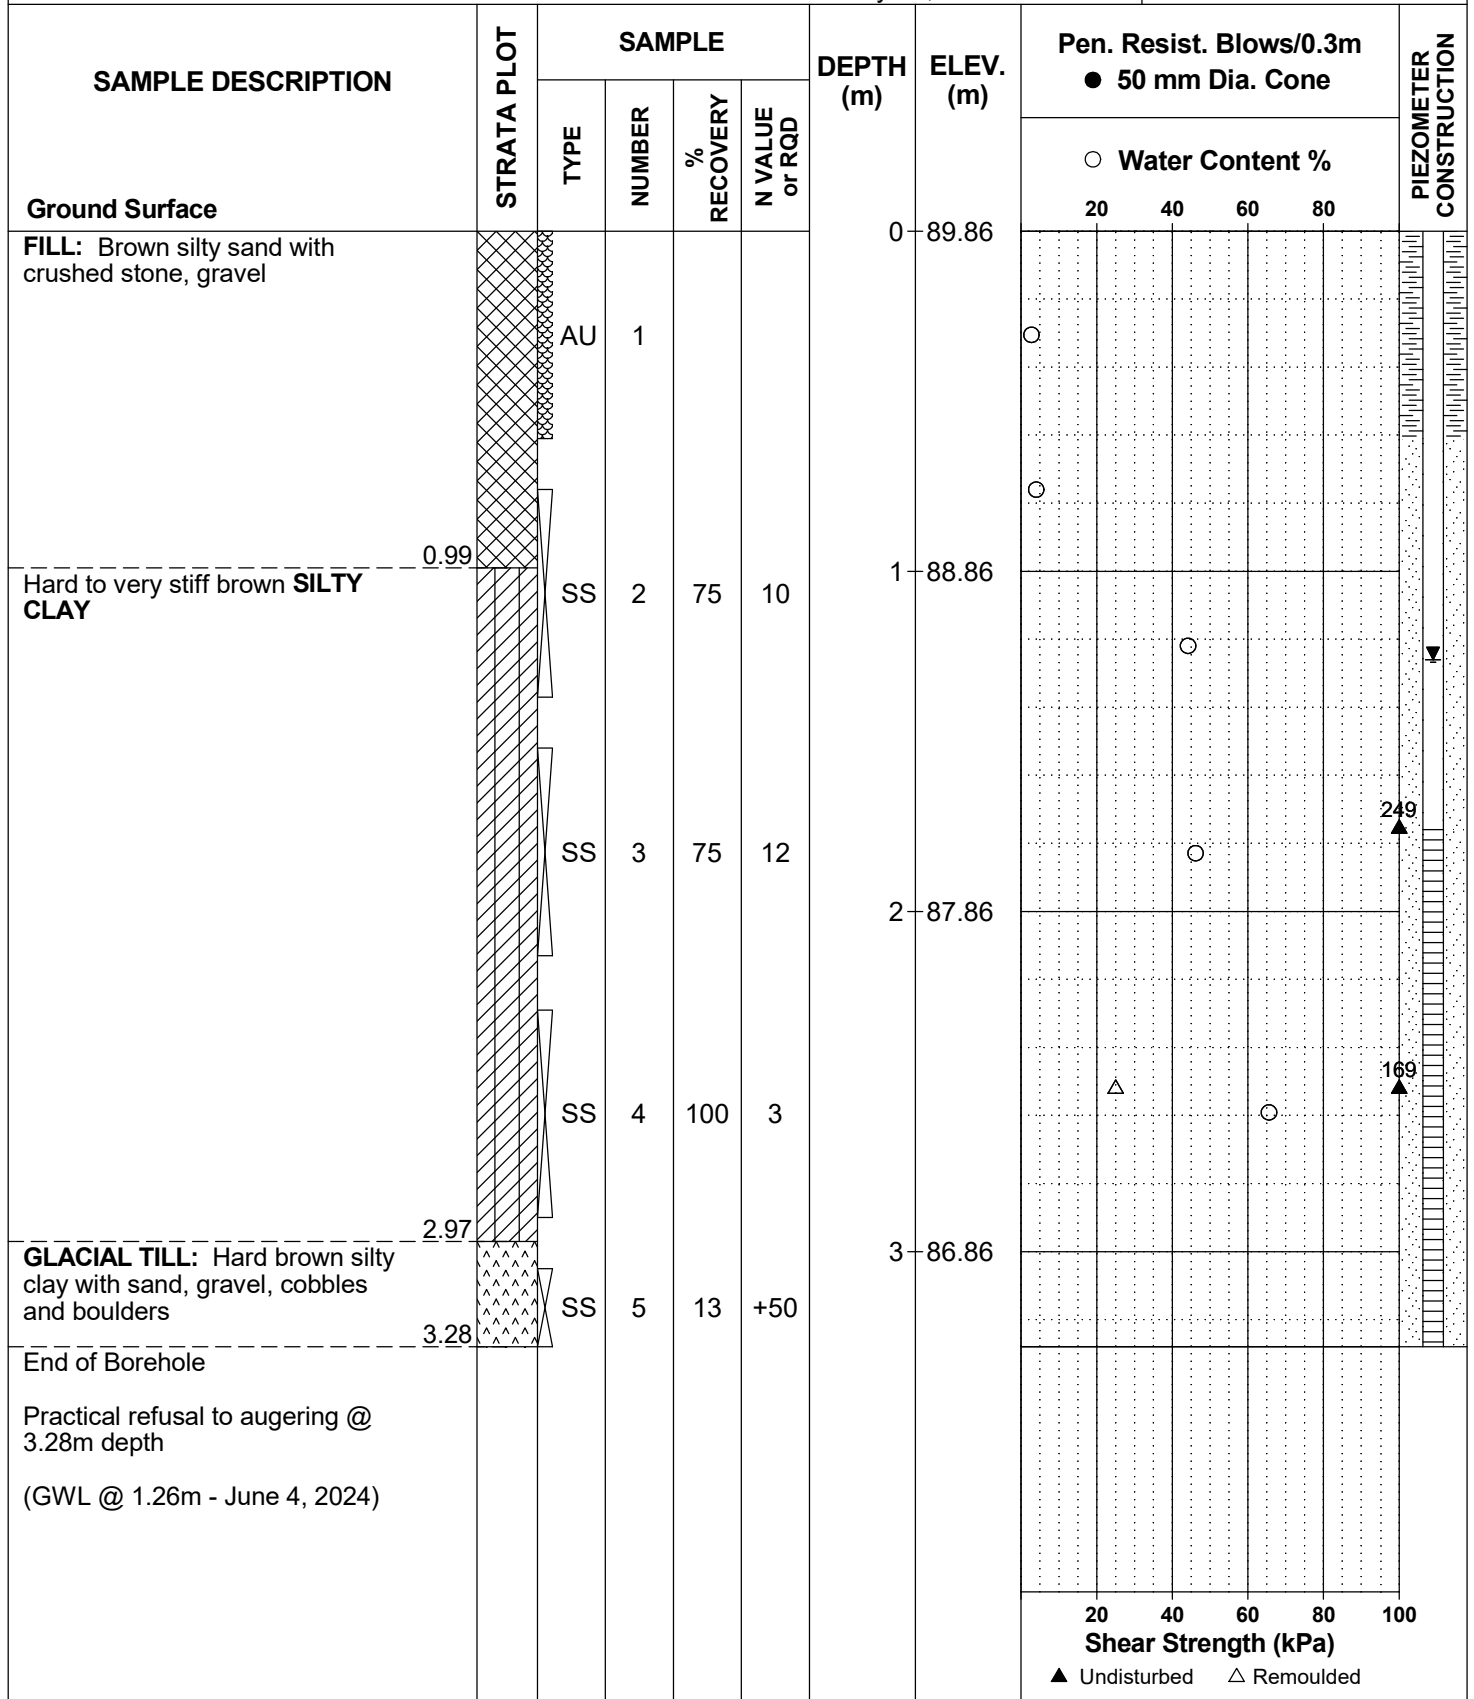 SAMPLE DESCRIPTION
STRATA PLOT
SAMPLE
TYPE
NUMBER
%
RECOVERY
N VALUE
or RQD
DEPTH
(m)
ELEV.
(m)
Pen. Resist. Blows/0.3m
● 50 mm Dia. Cone
○ Water Content %
PIEZOMETER
CONSTRUCTION
Ground Surface
20 40 60 80
0 89.86
FILL: Brown silty sand with
crushed stone, gravel
AU 1
0.99
1 88.86
Hard to very stiff brown SILTY
CLAY
SS 2 75 10
249
SS 3 75 12
2 87.86
169
SS 4 100 3
2.97
GLACIAL TILL: Hard brown silty
clay with sand, gravel, cobbles
and boulders
3 86.86
SS 5 13 +50
3.28
End of Borehole
Practical refusal to augering @
3.28m depth
(GWL @ 1.26m - June 4, 2024)
20 40 60 80 100
Shear Strength (kPa)
▲ Undisturbed △ Remoulded